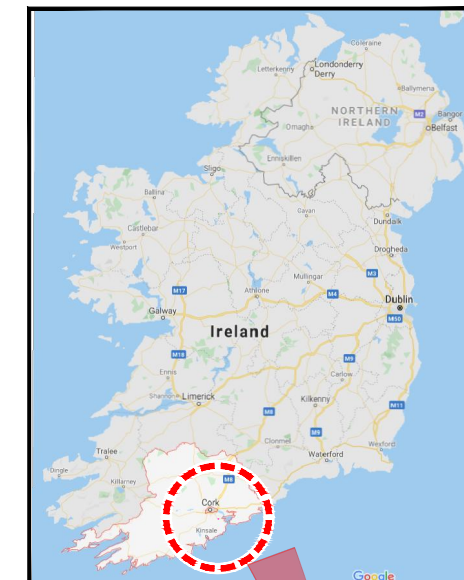 Coleraine
Londonderry
Derry
Letterkenny
Ballymena
NORTHERN
IRELAND
M2
Bangor
Belfast
Omagh
Enniskillen
Sligo
Ballina
Cavan
Dundalk
Castlebar
Westport
Drogheda
M3
Mullingar
Athlone
M17
M4
Dublin
M50
Galway
Ireland
M18
M9
Ennis
Carlow
Shannon
Limerick
Kilkenny
M11
M8
M9
Clonmel
Wexford
Tralee
Waterford
Dingle
Killarney
M8
Cork
Kinsale
Google